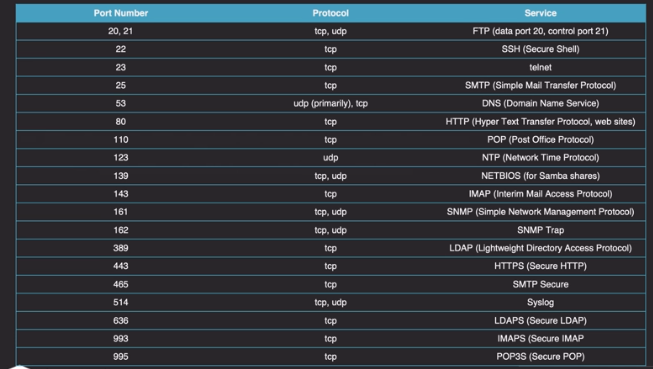 Port Number Protocol Service
20, 21 tcp, udp FTP (data port 20, control port 21)
22 tcp SSH (Secure Shell)
23 tcp telnet
25 tcp SMTP (Simple Mail Transfer Protocol)
53 udp (primarily), tcp DNS (Domain Name Service)
80 tcp HTTP (Hyper Text Transfer Protocol, web sites)
110 tcp POP (Post Office Protocol)
123 udp NTP (Network Time Protocol)
139 tcp, udp NETBIOS (for Samba shares)
143 tcp IMAP (Interim Mail Access Protocol)
161 tcp, udp SNMP (Simple Network Management Protocol)
162 tcp, udp SNMP Trap
389 tcp LDAP (Lightweight Directory Access Protocol)
443 tcp HTTPS (Secure HTTP)
465 tcp SMTP Secure
514 tcp, udp Syslog
636 tcp LDAPS (Secure LDAP)
993 tcp IMAPS (Secure IMAP
995 tcp POP3S (Secure POP)